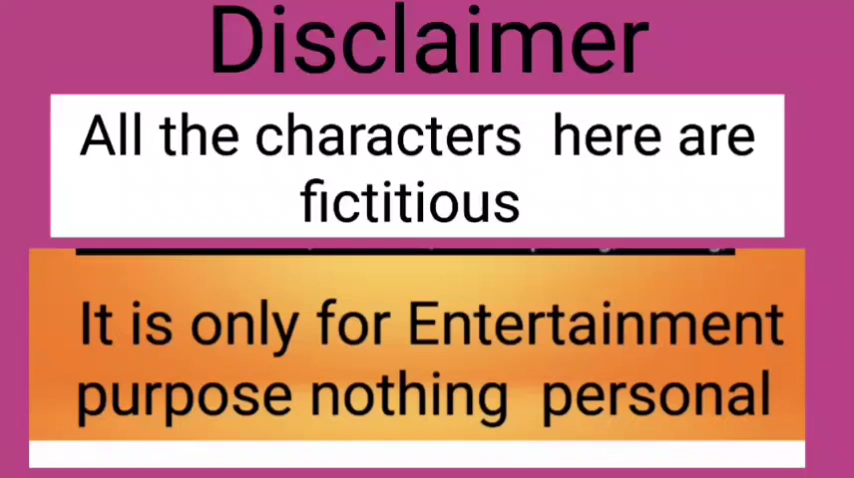 Disclaimer
All the characters here are
fictitious
It is only for Entertainment
purpose nothing personal